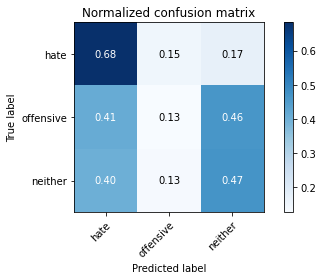 Normalized confusion matrix
True label
hate 0.68 0.15 0.17
offensive 0.41 0.13 0.46
neither 0.40 0.13 0.47
hate offensive neither
Predicted label
0.6
0.5
0.4
0.3
0.2